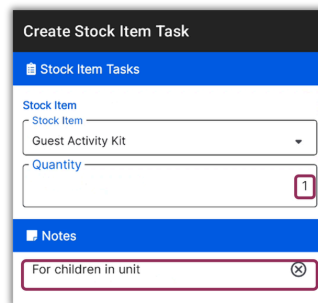 Create Stock Item Task
Stock Item Tasks
Stock Item
Stock Item
Guest Activity Kit
Quantity
1
Notes
For children in unit